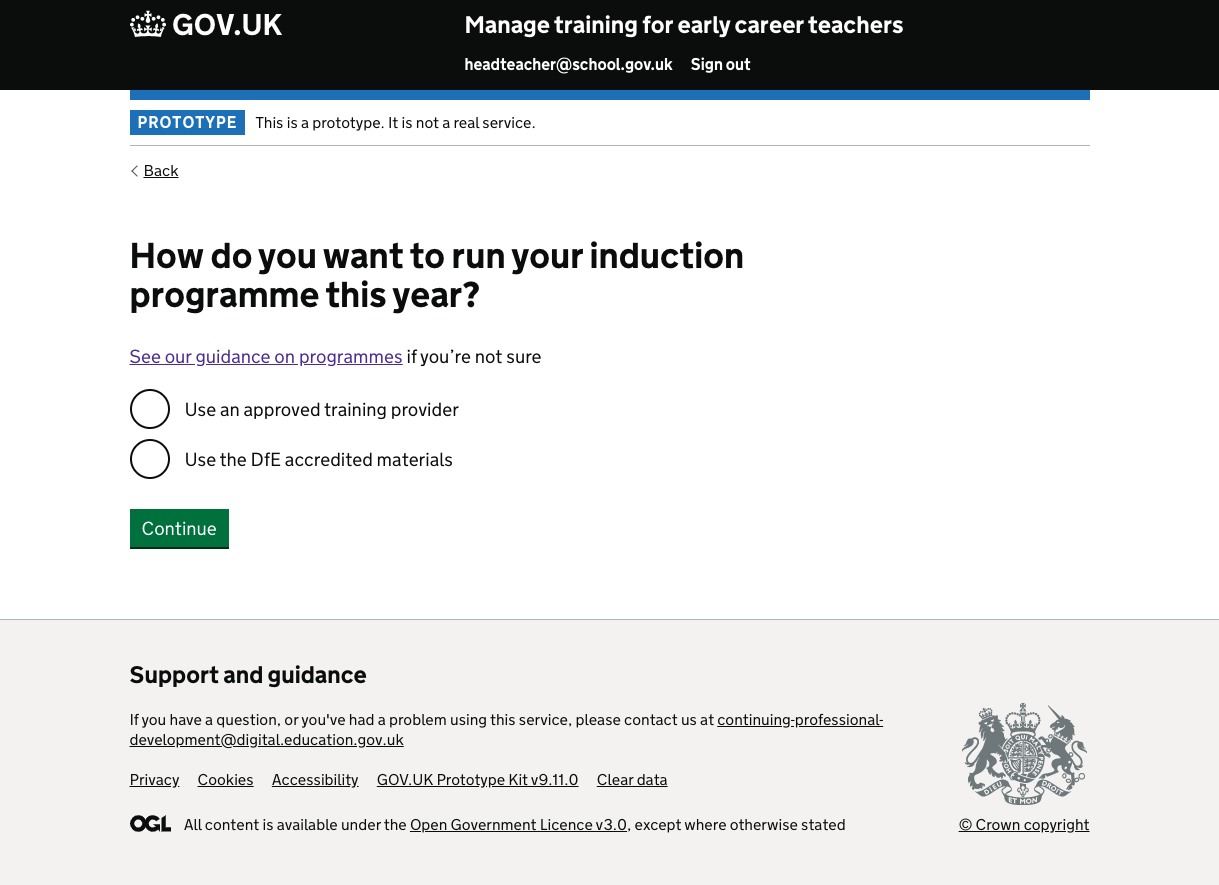 GOV.UK
Manage training for early career teachers
headteacher@school.gov.uk Sign out
PROTOTYPE This is a prototype. It is not a real service.
Back
How do you want to run your induction
programme this year?
See our guidance on programmes if you’re not sure
Use an approved training provider
Use the DfE accredited materials
Continue
Support and guidance
If you have a question, or you've had a problem using this service, please contact us at continuing-professional-
development@digital.education.gov.uk
Privacy Cookies Accessibility GOV.UK Prototype Kit v9.11.0 Clear data
OGL All content is available under the Open Government Licence v3.0, except where otherwise stated
DIEU ET MON DROIT
© Crown copyright